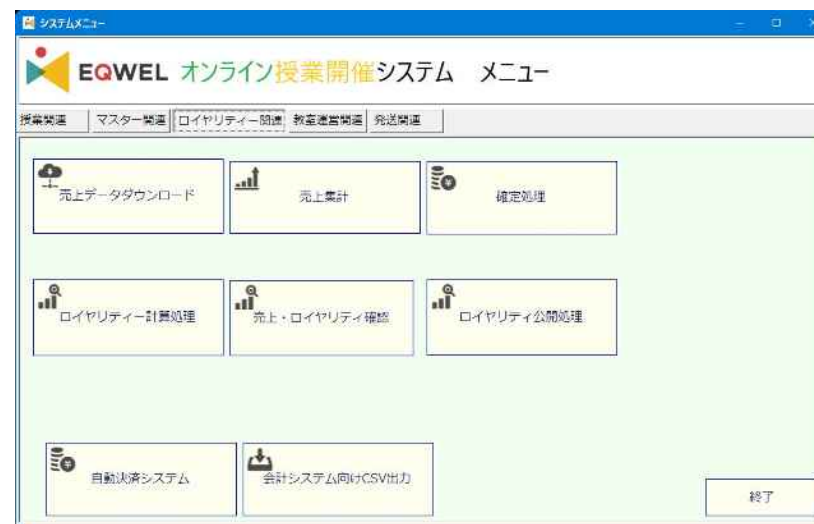 システムメニュー
EQWEL オンライン授業開催システム メニュー
授業関連 マスター関連 ロイヤリティー関連 教室運営関連 発送関連
売上データダウンロード 売上集計 確定処理
ロイヤリティー計算処理 売上・ロイヤリティ確認 ロイヤリティ公開処理
自動決済システム 会計システム向けCSV出力
終了